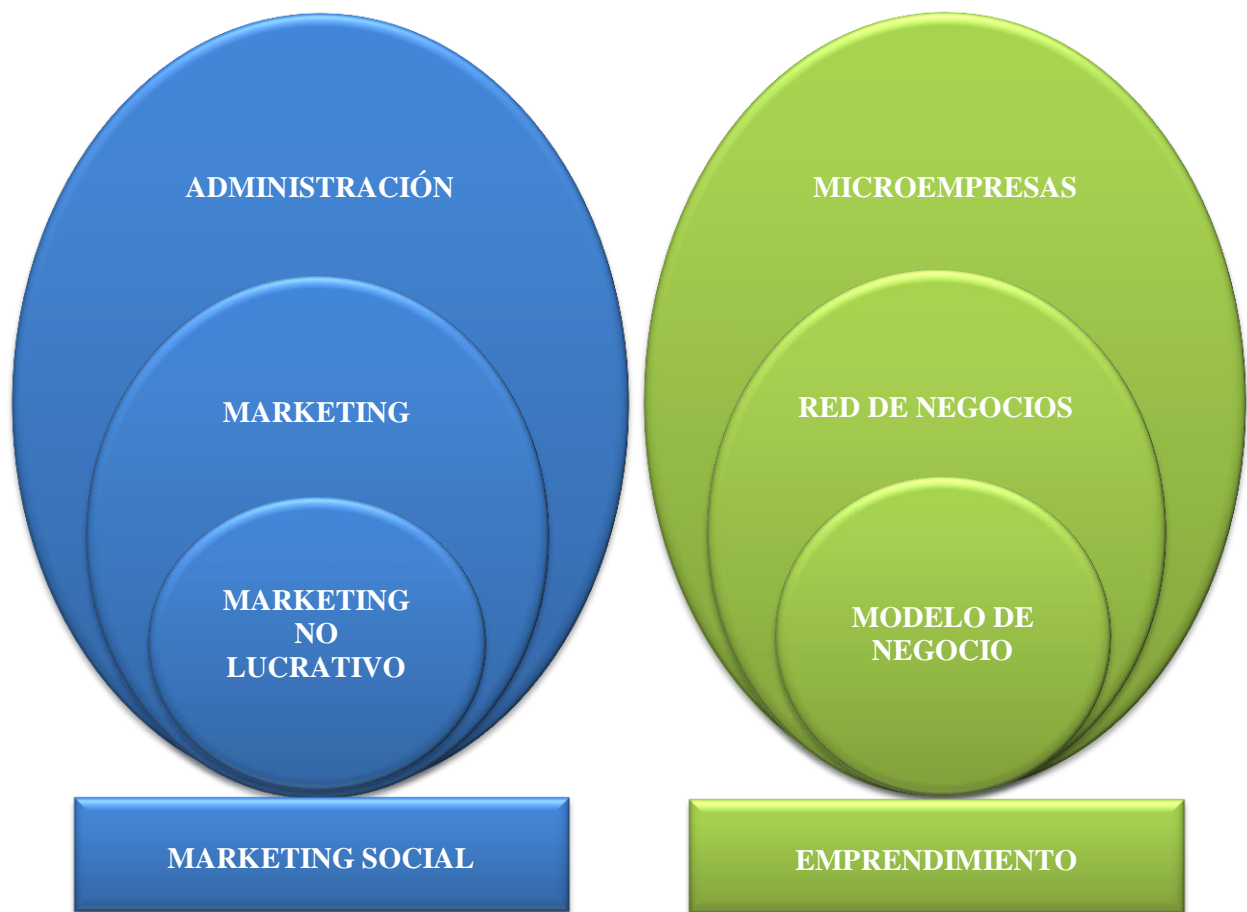 ADMINISTRACIÓN
MARKETING
MARKETING
NO
LUCRATIVO
MARKETING SOCIAL
MICROEMPRESAS
RED DE NEGOCIOS
MODELO DE
NEGOCIO
EMPRENDIMIENTO